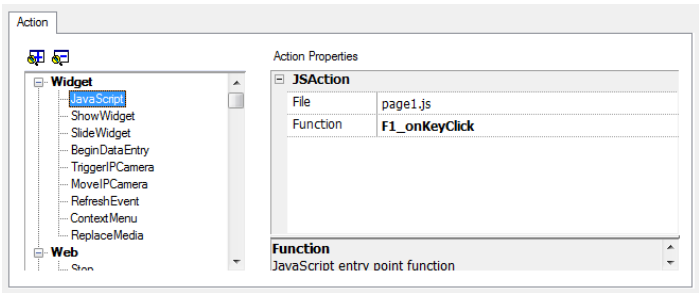 Action
Widget
JavaScript
ShowWidget
SlideWidget
BeginDataEntry
TriggerIPCamera
MoveIPCamera
RefreshEvent
ContextMenu
ReplaceMedia
Web
Stop
Action Properties
JSAction
File page1.js
Function F1_onKeyClick
Function
JavaScript entry point function